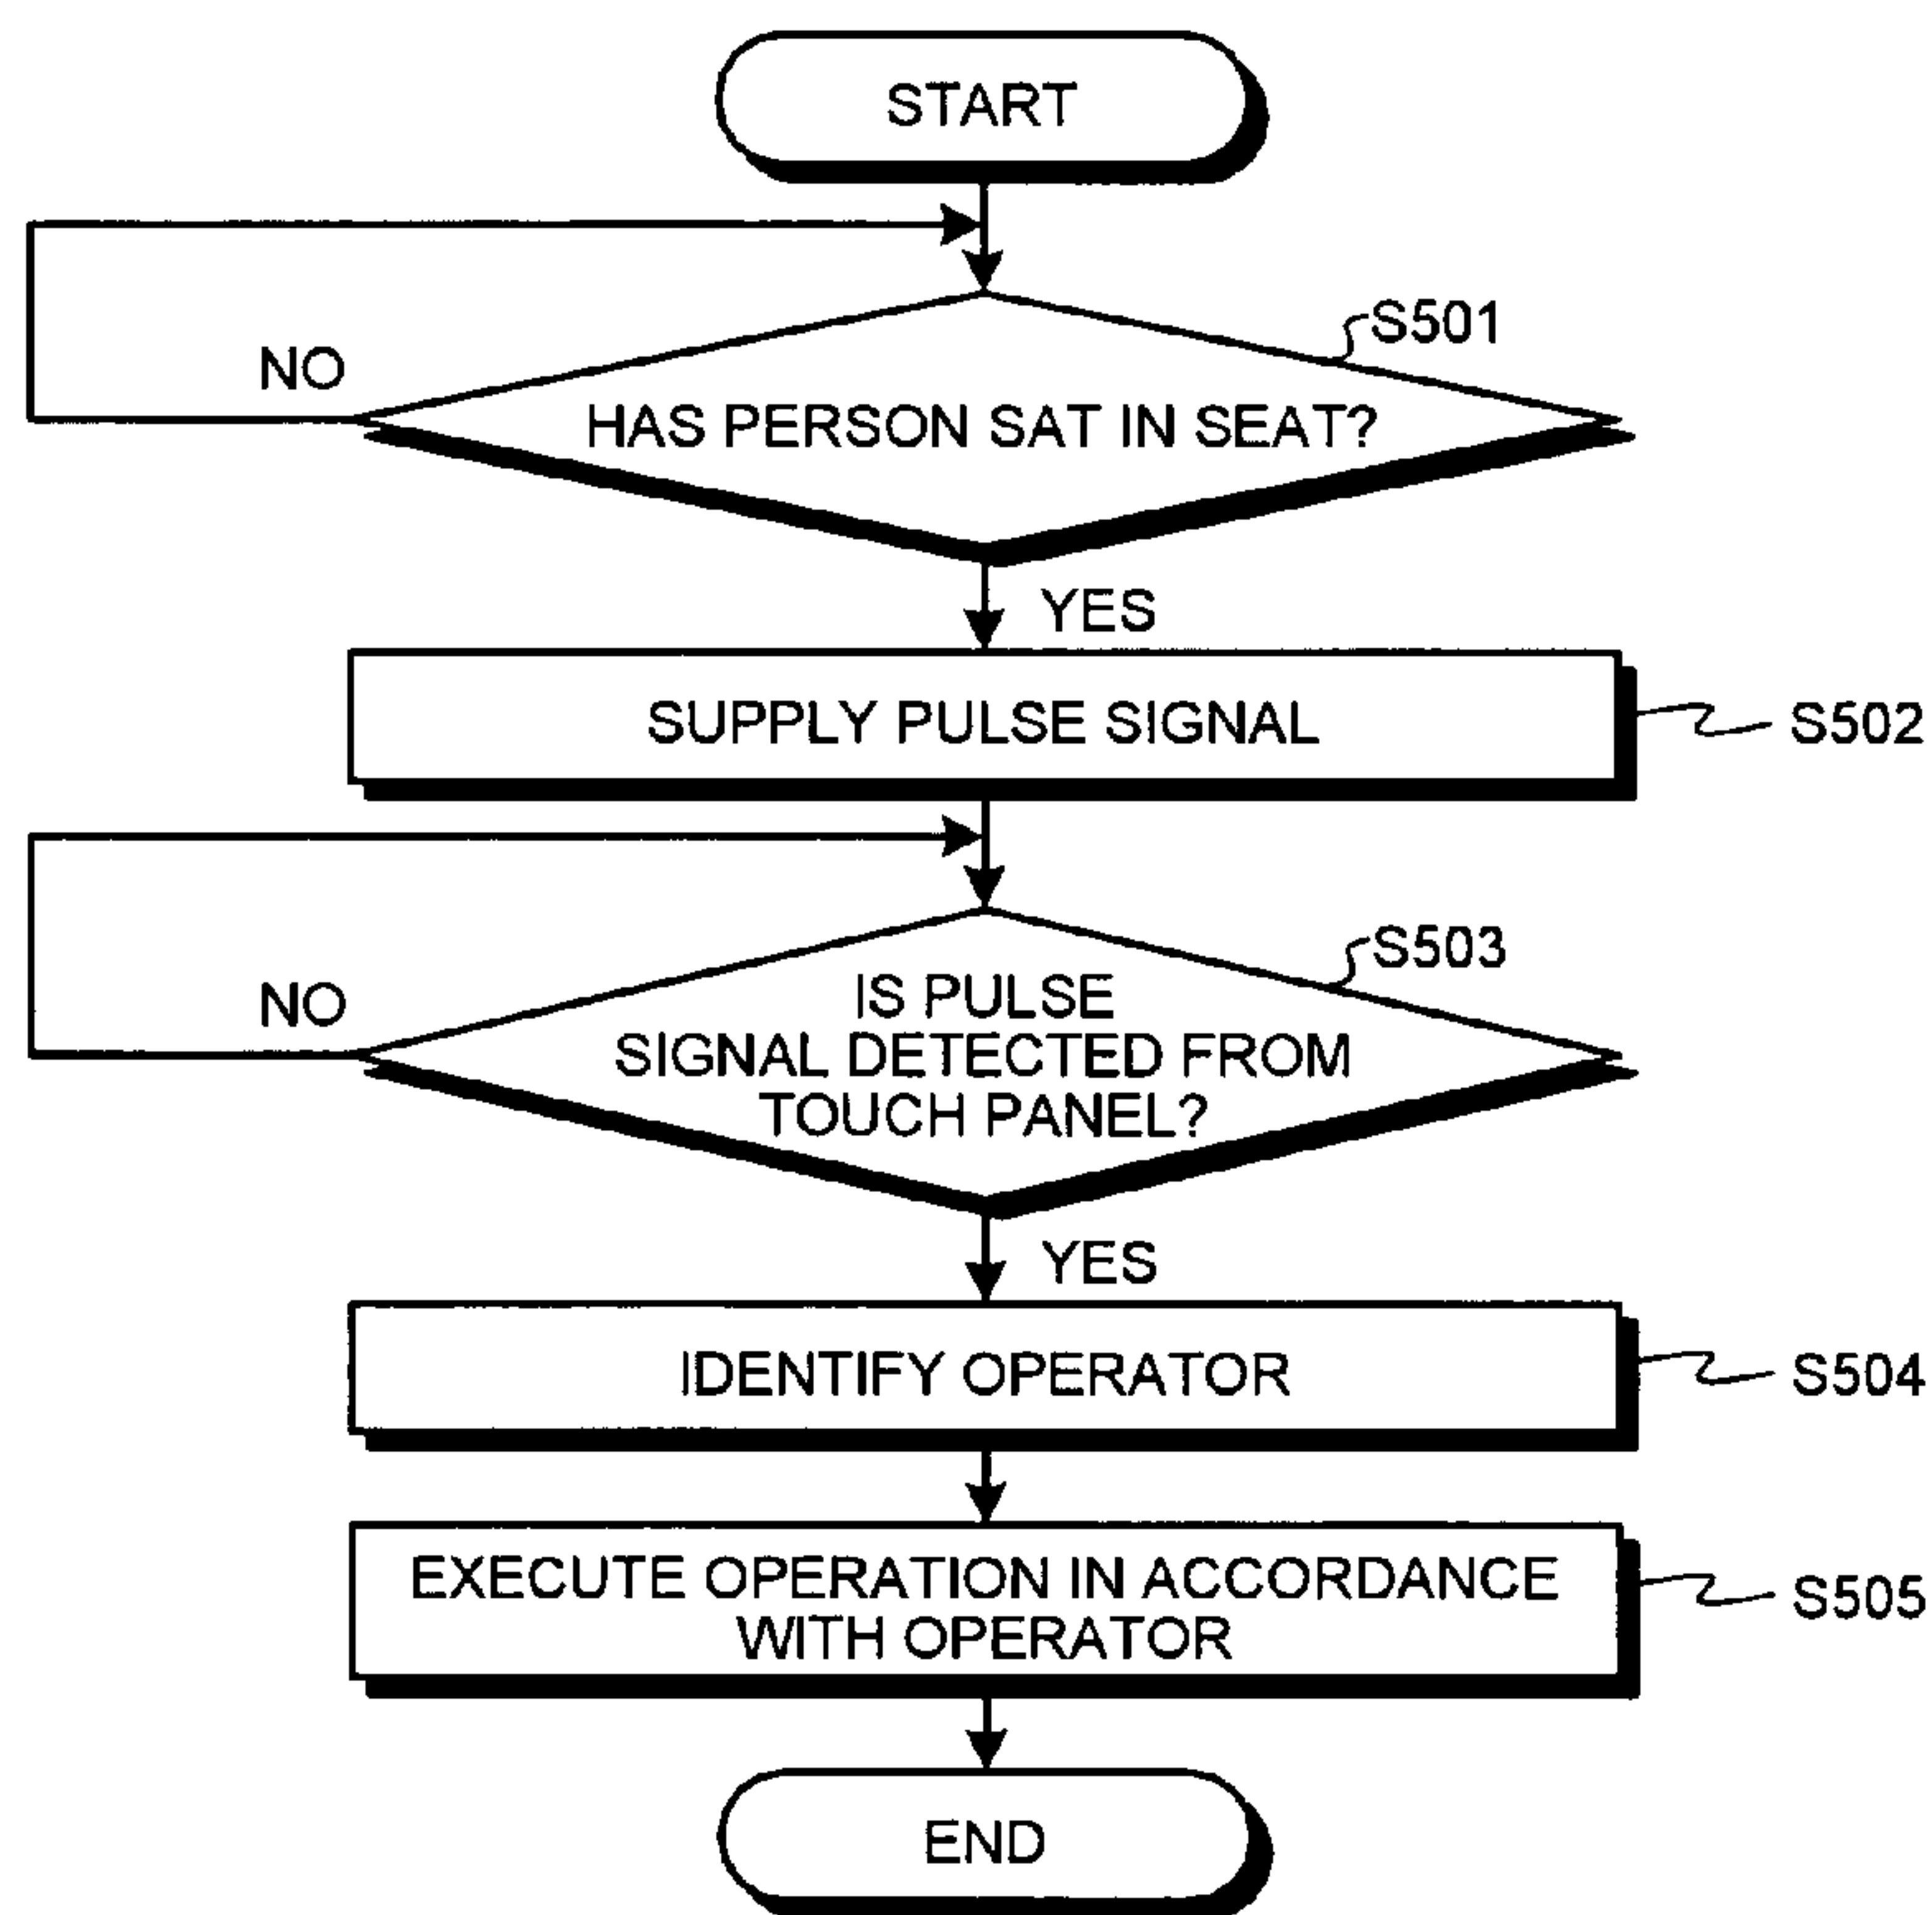 START
S501
NO
HAS PERSON SAT IN SEAT?
YES
SUPPLY PULSE SIGNAL
S502
S503
NO
IS PULSE
SIGNAL DETECTED FROM
TOUCH PANEL?
YES
IDENTIFY OPERATOR
S504
EXECUTE OPERATION IN ACCORDANCE
WITH OPERATOR
S505
END